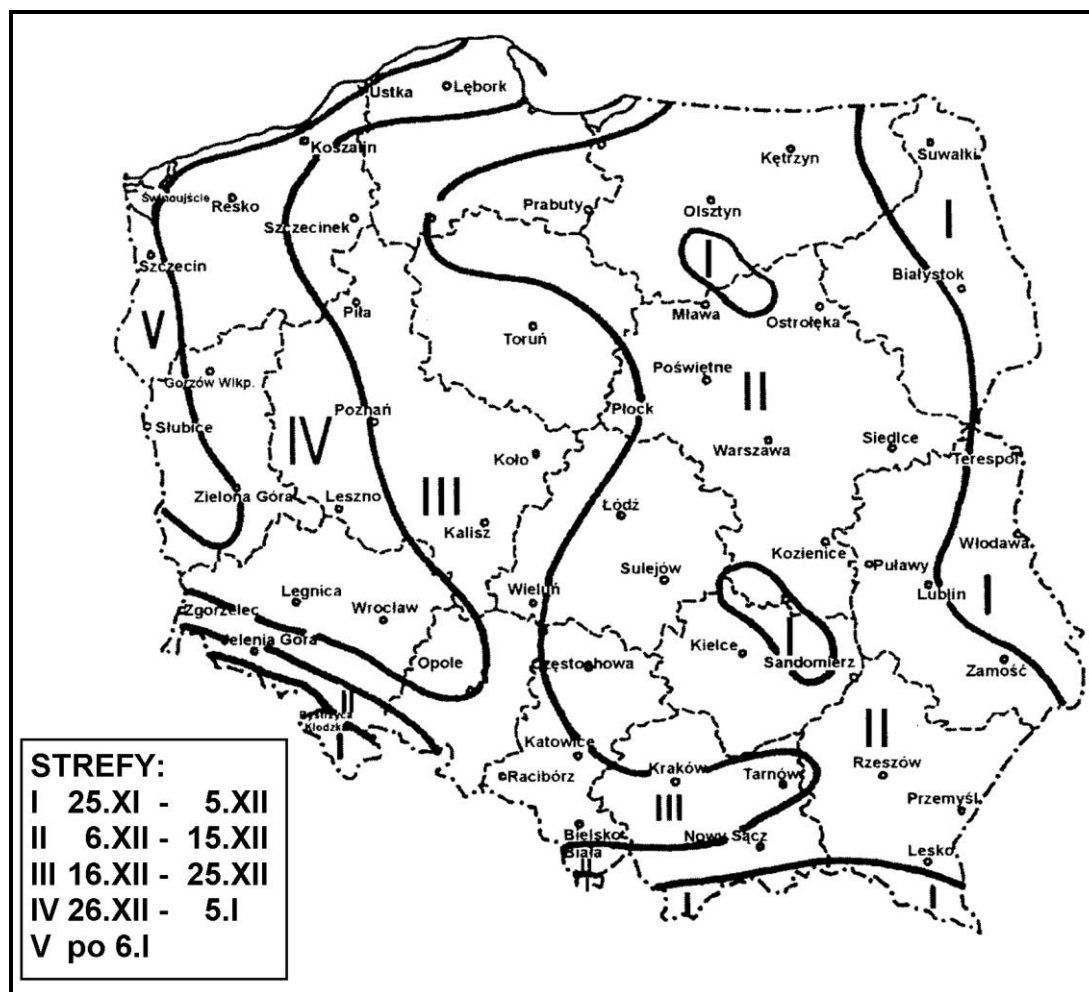 Ustka
Lębork
Koszalin
Kętrzyn
Suwałki
Świnoujście
Resko
Prabuty
Olsztyn
I
Szczecinek
I
Szczecin
Białystok
V
Piła
Mława
Ostrołęka
Toruń
Poświętne
II
Gorzów Wlkp.
Słubice
IV
Poznań
Płock
Warszawa
Siedlce
Terespol
Koło
Zielona Góra
Leszno
III
Kalisz
Łódź
Kozienice
Włodawa
Puławy
Sulejów
Lublin
I
Legnica
Wieluń
Zgorzelec
Wrocław
Jelenia Góra
Opole
Częstochowa
Kielce
I
Sandomierz
Zamość
II
Bystrzyca
Kłodzka
I
II
Katowice
Kraków
Tarnów
Rzeszów
Racibórz
III
Przemyśl
Bielsko
Biała
Nowy Sącz
Lesko
II
I
I
STREFY:
I 25.XI - 5.XII
II 6.XII - 15.XII
III 16.XII - 25.XII
IV 26.XII - 5.I
V po 6.I